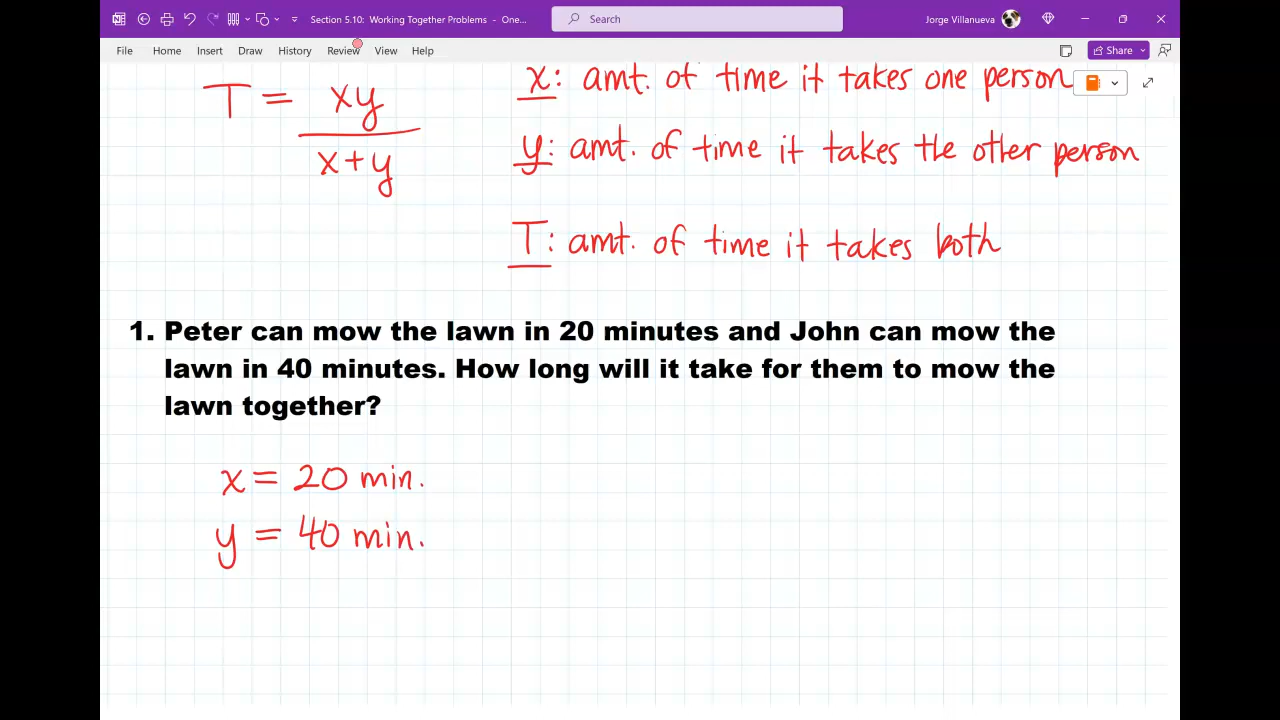 Section 5.10: Working Together Problems - One...
Search
Jorge Villanueva
File Home Insert Draw History Review View Help
Share
T = xy / x+y
x: amt. of time it takes one person
y: amt. of time it takes the other person
T: amt. of time it takes both
1. Peter can mow the lawn in 20 minutes and John can mow the
lawn in 40 minutes. How long will it take for them to mow the
lawn together?
x = 20 min.
y = 40 min.